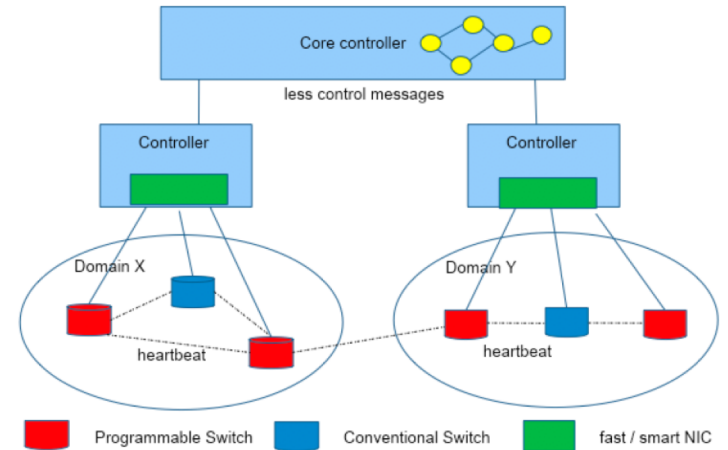 Core controller
less control messages
Controller
Controller
Domain X
Domain Y
heartbeat
heartbeat
Programmable Switch
Conventional Switch
fast / smart NIC